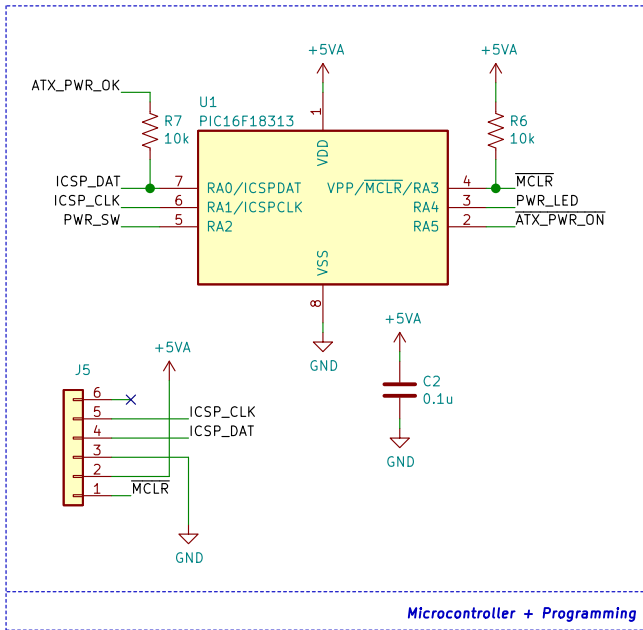 +5VA
+5VA
ATX_PWR_OK
U1
PIC16F18313
R7
10k
R6
10k
1
VDD
ICSP_DAT
7
RA0/ICSPDAT
VPP/MCLR/RA3
4
MCLR
ICSP_CLK
6
RA1/ICSPCLK
RA4
3
PWR_LED
PWR_SW
5
RA2
RA5
2
ATX_PWR_ON
VSS
8
GND
+5VA
C2
0.1u
GND
+5VA
J5
6
5
ICSP_CLK
4
ICSP_DAT
3
2
1
MCLR
GND
Microcontroller + Programming